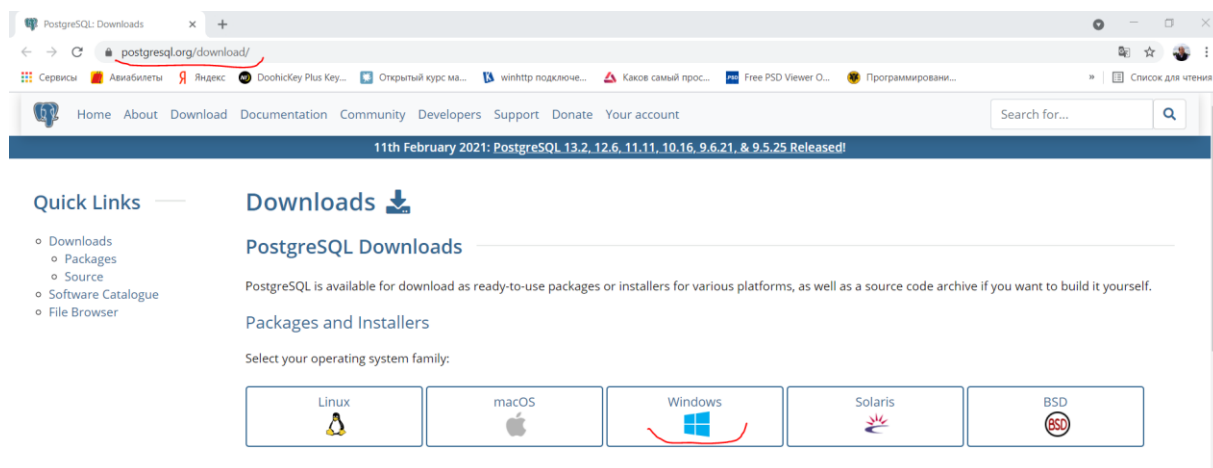 PostgreSQL: Downloads
postgresql.org/download/
Сервисы Авиабилеты Яндекс DoohicKey Plus Key... Открытый курс ма... winhttp подключе... Каков самый прос... Free PSD Viewer O... Программировани... » Список для чтения
Home About Download Documentation Community Developers Support Donate Your account Search for...
11th February 2021: PostgreSQL 13.2, 12.6, 11.11, 10.16, 9.6.21, & 9.5.25 Released!
Quick Links
Downloads
Packages
Source
Software Catalogue
File Browser
Downloads
PostgreSQL Downloads
PostgreSQL is available for download as ready-to-use packages or installers for various platforms, as well as a source code archive if you want to build it yourself.
Packages and Installers
Select your operating system family:
Linux macOS Windows Solaris BSD
BSD